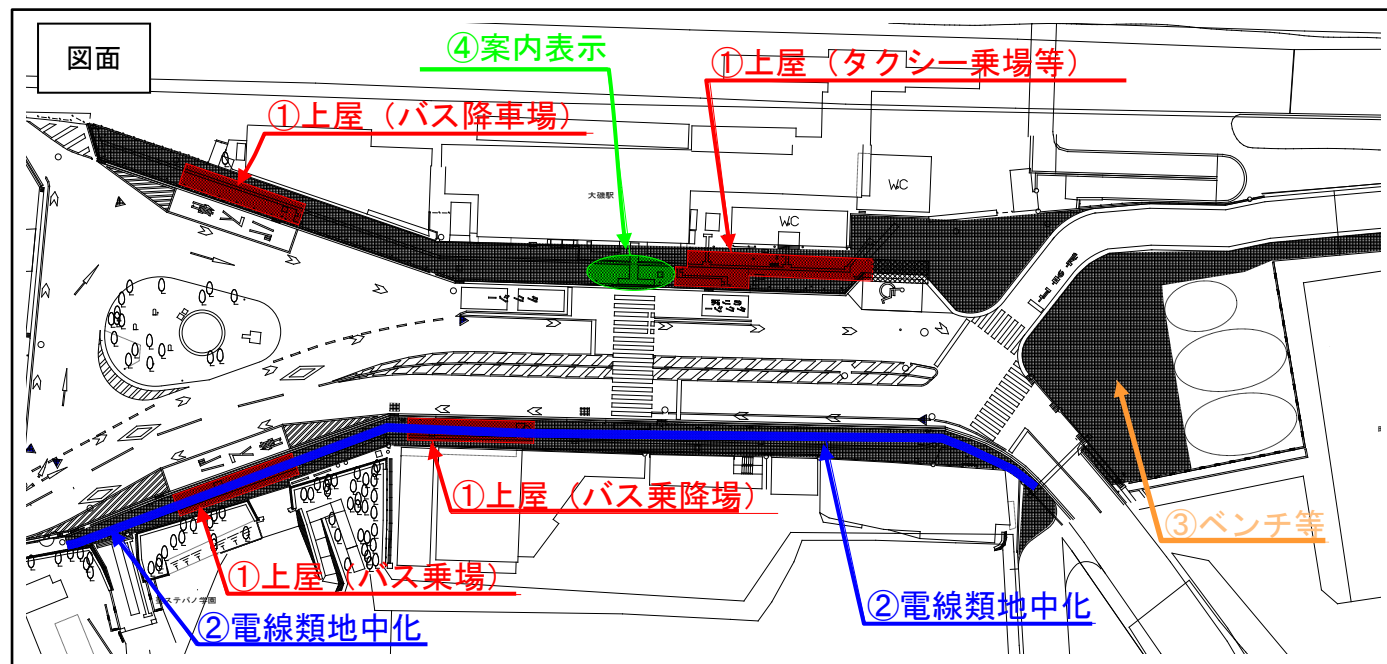 図面
④案内表示
①上屋（タクシー乗場等）
①上屋（バス降車場）
大磯駅
WC
WC
①上屋（バス乗降場）
③ベンチ等
①上屋（バス乗場）
②電線類地中化
②電線類地中化